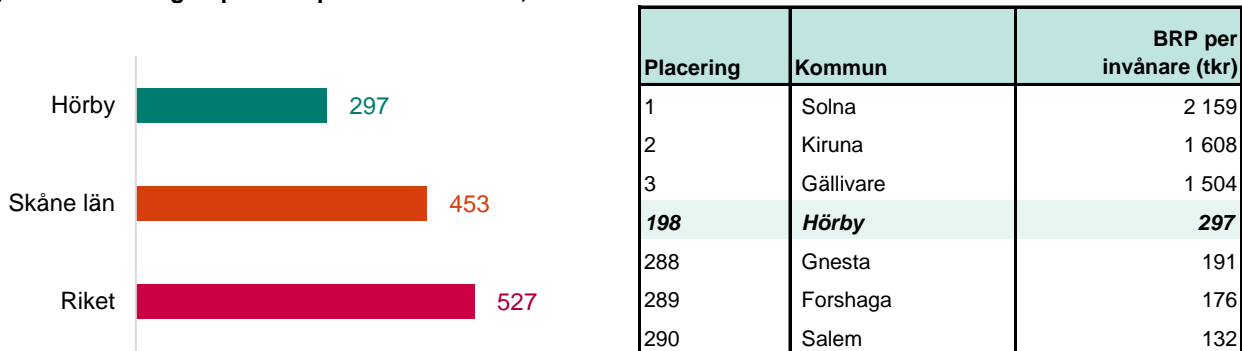 Hörby 297
Skåne län 453
Riket 527
Placering Kommun BRP per invånare (tkr)
1 Solna 2 159
2 Kiruna 1 608
3 Gällivare 1 504
198 Hörby 297
288 Gnesta 191
289 Forshaga 176
290 Salem 132